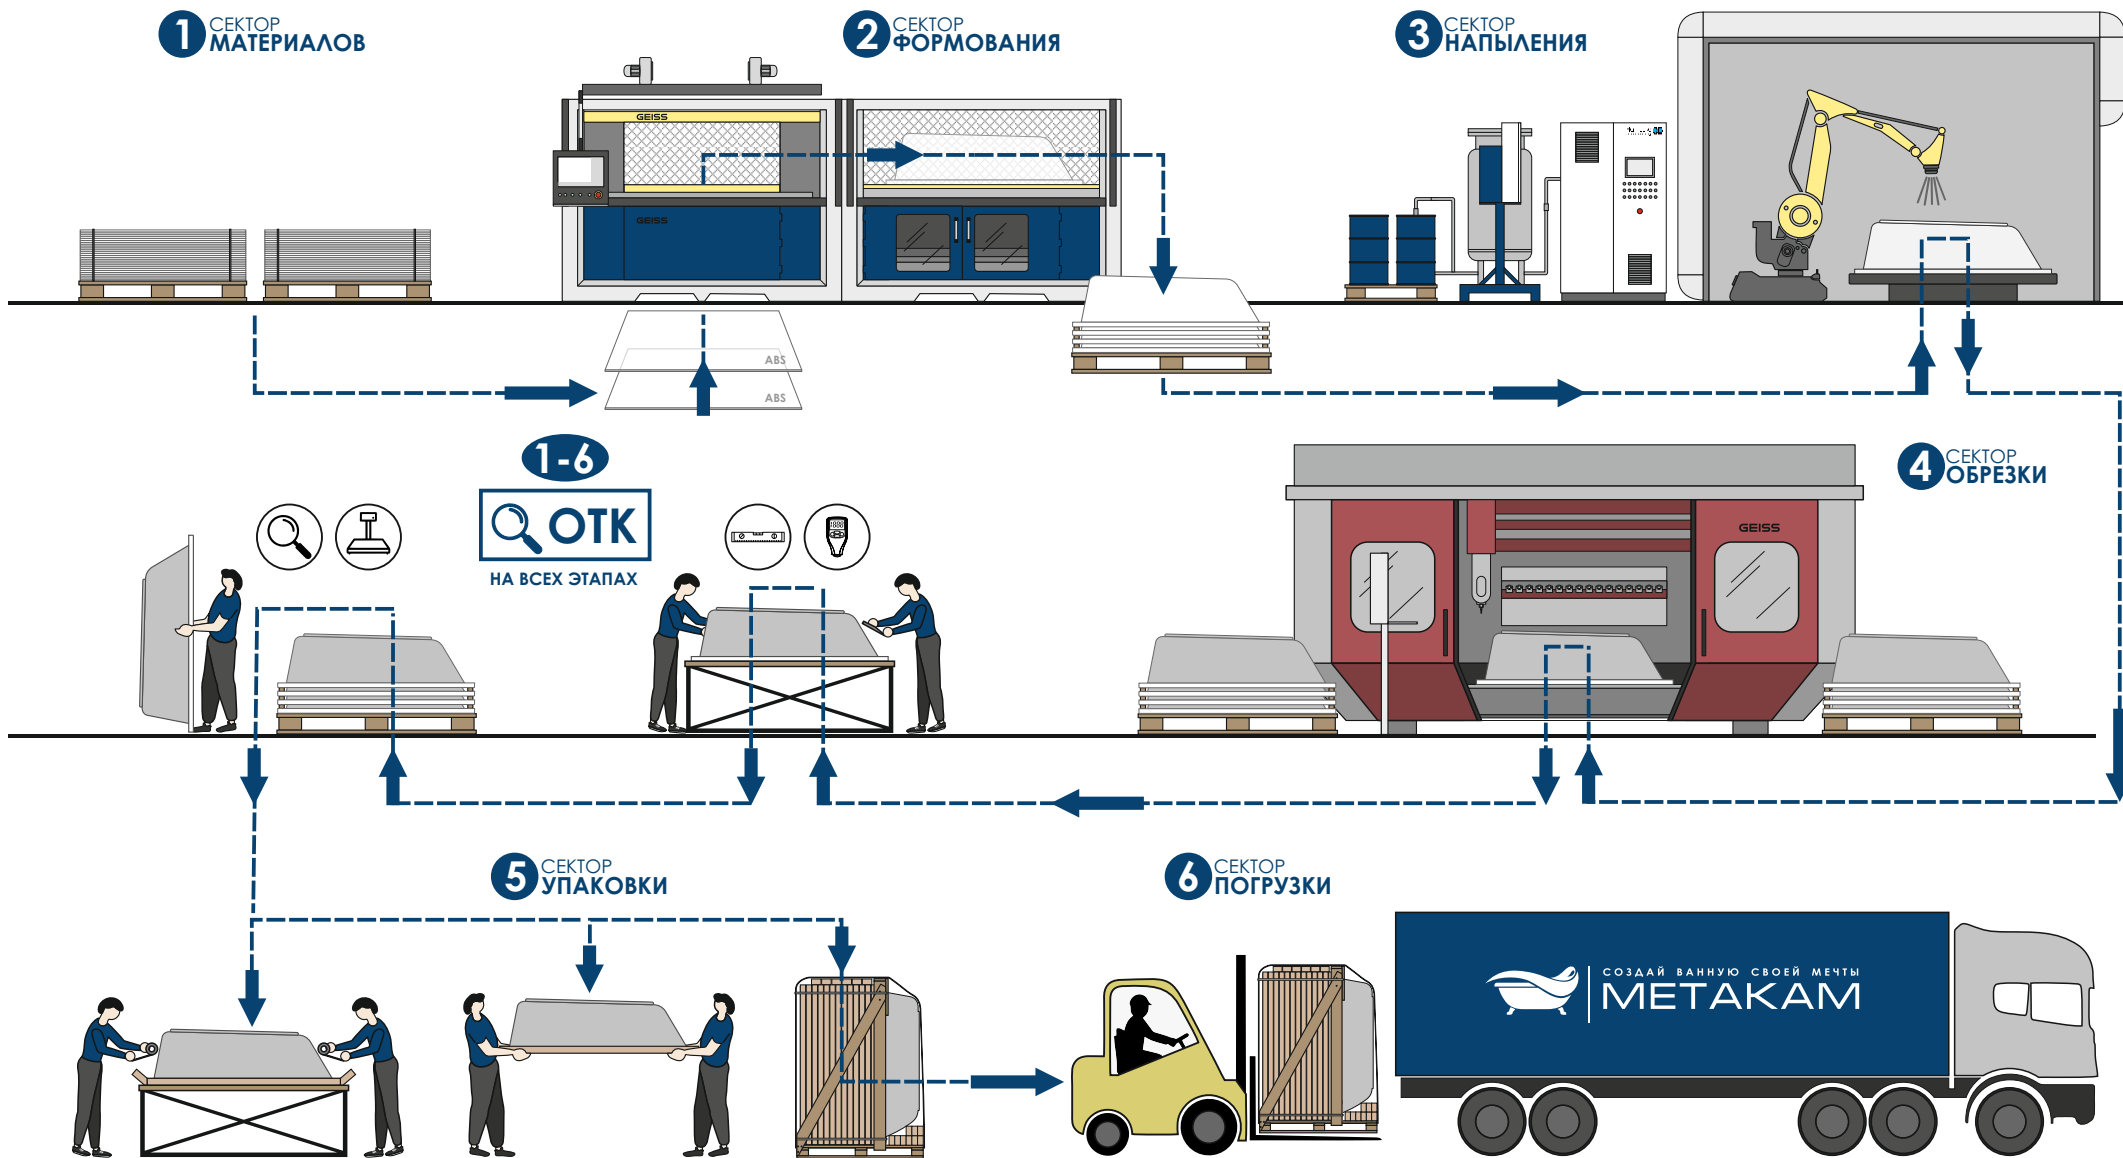 1 СЕКТОР
МАТЕРИАЛОВ
2 СЕКТОР
ФОРМОВАНИЯ
3 СЕКТОР
НАПЫЛЕНИЯ
GEISS
GEISS
ABS
ABS
1-6
ОТК
НА ВСЕХ ЭТАПАХ
4 СЕКТОР
ОБРЕЗКИ
GEISS
5 СЕКТОР
УПАКОВКИ
6 СЕКТОР
ПОГРУЗКИ
СОЗДАЙ ВАННУЮ СВОЕЙ МЕЧТЫ
МЕТАКАМ